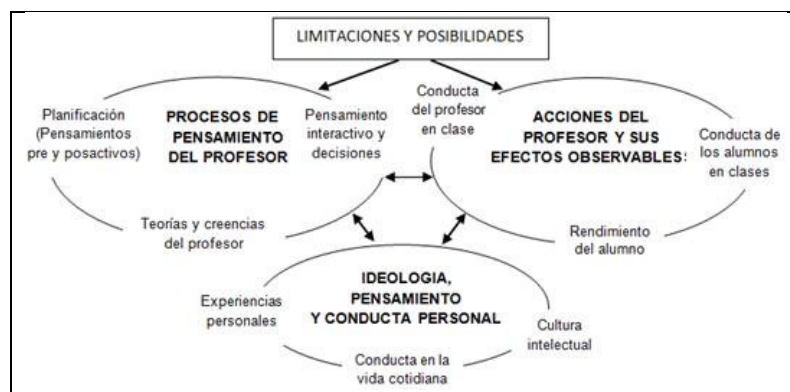 LIMITACIONES Y POSIBILIDADES
Planificación
(Pensamientos
pre y posactivos)
PROCESOS DE
PENSAMIENTO
DEL PROFESOR
Pensamiento
interactivo y
decisiones
Teorías y creencias
del profesor
Conducta
del profesor
en clase
ACCIONES DEL
PROFESOR Y SUS
EFECTOS OBSERVABLES:
Conducta de
los alumnos
en clases
Rendimiento
del alumno
IDEOLOGIA,
PENSAMIENTO
Y CONDUCTA PERSONAL
Experiencias
personales
Cultura
intelectual
Conducta en la
vida cotidiana